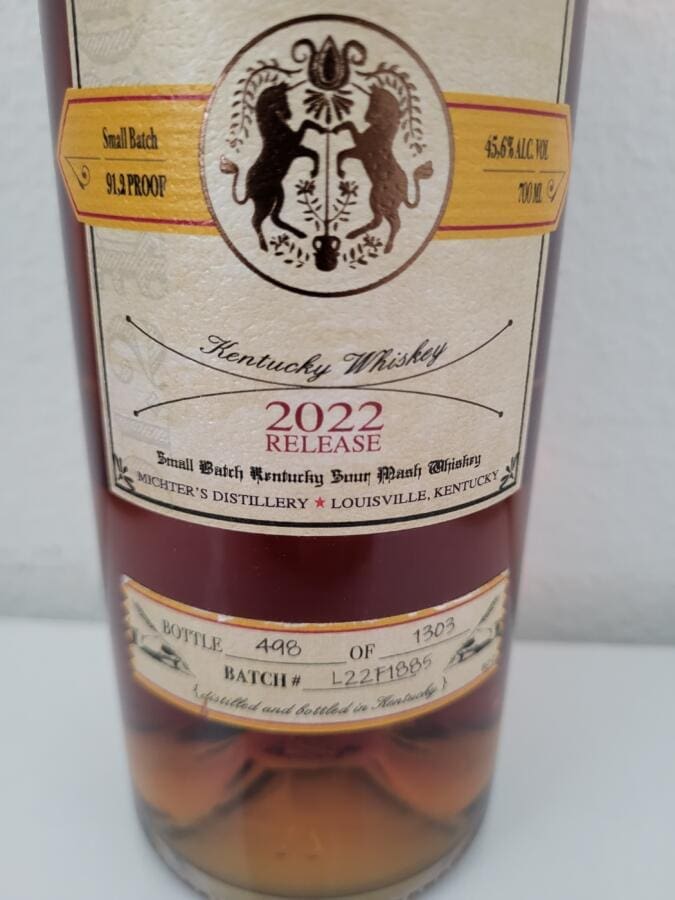 Small Batch
91.2 PROOF
45.6% ALC. VOL
700 ML
Kentucky Whiskey
2022
RELEASE
Small Batch Kentucky Sour Mash Whiskey
MICHTER'S DISTILLERY ★ LOUISVILLE, KENTUCKY
BOTTLE 498 OF 1303
BATCH # L22F1885
distilled and bottled in Kentucky